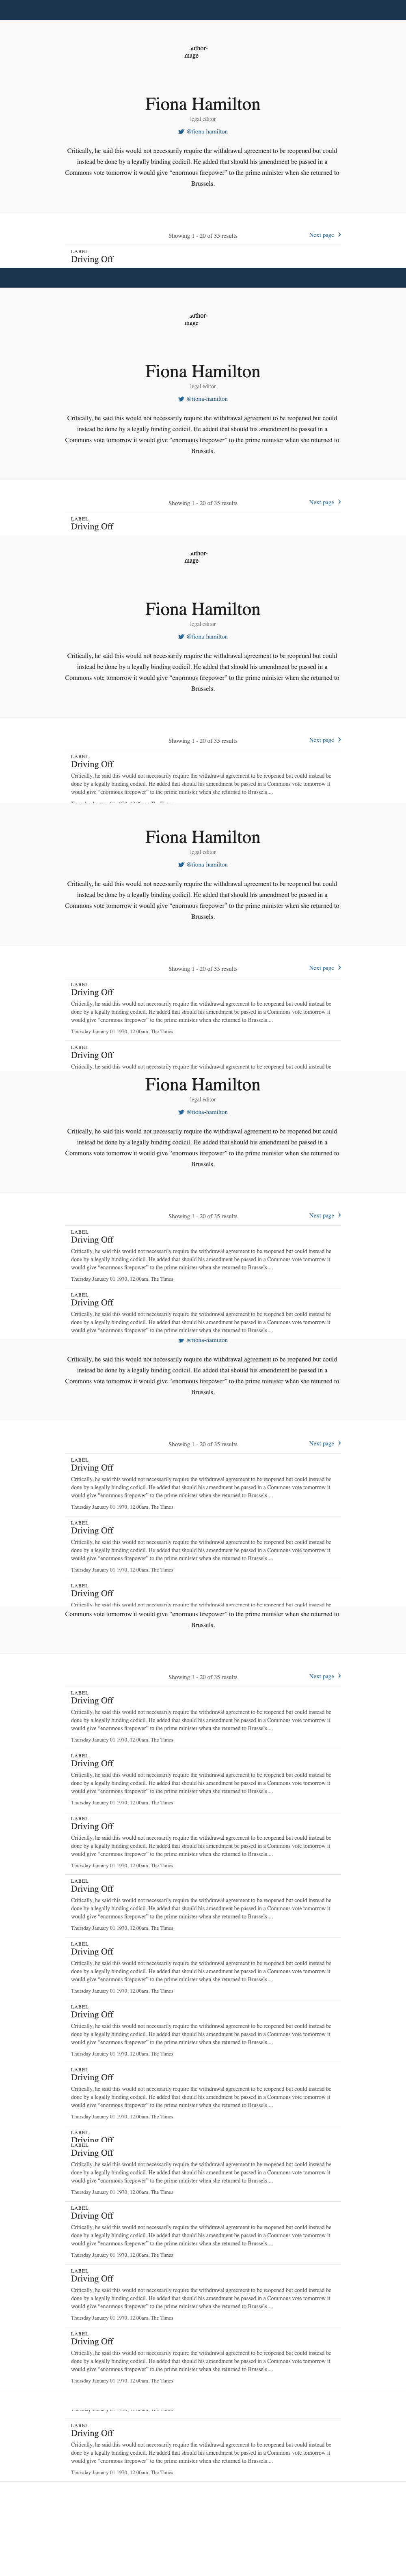 uthor-
mage
Fiona Hamilton
legal editor
@fiona-hamilton
Critically, he said this would not necessarily require the withdrawal agreement to be reopened but could
instead be done by a legally binding codicil. He added that should his amendment be passed in a
Commons vote tomorrow it would give “enormous firepower” to the prime minister when she returned to
Brussels.
Showing 1 - 20 of 35 results
Next page
LABEL
Driving Off
uthor-
mage
Fiona Hamilton
legal editor
@fiona-hamilton
Critically, he said this would not necessarily require the withdrawal agreement to be reopened but could
instead be done by a legally binding codicil. He added that should his amendment be passed in a
Commons vote tomorrow it would give “enormous firepower” to the prime minister when she returned to
Brussels.
Showing 1 - 20 of 35 results
Next page
LABEL
Driving Off
uthor-
mage
Fiona Hamilton
legal editor
@fiona-hamilton
Critically, he said this would not necessarily require the withdrawal agreement to be reopened but could
instead be done by a legally binding codicil. He added that should his amendment be passed in a
Commons vote tomorrow it would give “enormous firepower” to the prime minister when she returned to
Brussels.
Showing 1 - 20 of 35 results
Next page
LABEL
Driving Off
Critically, he said this would not necessarily require the withdrawal agreement to be reopened but could instead be
done by a legally binding codicil. He added that should his amendment be passed in a Commons vote tomorrow it
would give “enormous firepower” to the prime minister when she returned to Brussels....
Fiona Hamilton
legal editor
@fiona-hamilton
Critically, he said this would not necessarily require the withdrawal agreement to be reopened but could
instead be done by a legally binding codicil. He added that should his amendment be passed in a
Commons vote tomorrow it would give “enormous firepower” to the prime minister when she returned to
Brussels.
Showing 1 - 20 of 35 results
Next page
LABEL
Driving Off
Critically, he said this would not necessarily require the withdrawal agreement to be reopened but could instead be
done by a legally binding codicil. He added that should his amendment be passed in a Commons vote tomorrow it
would give “enormous firepower” to the prime minister when she returned to Brussels....
Thursday January 01 1970, 12.00am, The Times
LABEL
Driving Off
Critically, he said this would not necessarily require the withdrawal agreement to be reopened but could instead be
Fiona Hamilton
legal editor
@fiona-hamilton
Critically, he said this would not necessarily require the withdrawal agreement to be reopened but could
instead be done by a legally binding codicil. He added that should his amendment be passed in a
Commons vote tomorrow it would give “enormous firepower” to the prime minister when she returned to
Brussels.
Showing 1 - 20 of 35 results
Next page
LABEL
Driving Off
Critically, he said this would not necessarily require the withdrawal agreement to be reopened but could instead be
done by a legally binding codicil. He added that should his amendment be passed in a Commons vote tomorrow it
would give “enormous firepower” to the prime minister when she returned to Brussels....
Thursday January 01 1970, 12.00am, The Times
LABEL
Driving Off
Critically, he said this would not necessarily require the withdrawal agreement to be reopened but could instead be
done by a legally binding codicil. He added that should his amendment be passed in a Commons vote tomorrow it
would give “enormous firepower” to the prime minister when she returned to Brussels....
@fiona-hamilton
Critically, he said this would not necessarily require the withdrawal agreement to be reopened but could
instead be done by a legally binding codicil. He added that should his amendment be passed in a
Commons vote tomorrow it would give “enormous firepower” to the prime minister when she returned to
Brussels.
Showing 1 - 20 of 35 results
Next page
LABEL
Driving Off
Critically, he said this would not necessarily require the withdrawal agreement to be reopened but could instead be
done by a legally binding codicil. He added that should his amendment be passed in a Commons vote tomorrow it
would give “enormous firepower” to the prime minister when she returned to Brussels....
Thursday January 01 1970, 12.00am, The Times
LABEL
Driving Off
Critically, he said this would not necessarily require the withdrawal agreement to be reopened but could instead be
done by a legally binding codicil. He added that should his amendment be passed in a Commons vote tomorrow it
would give “enormous firepower” to the prime minister when she returned to Brussels....
Thursday January 01 1970, 12.00am, The Times
LABEL
Driving Off
Critically, he said this would not necessarily require the withdrawal agreement to be reopened but could instead be
Commons vote tomorrow it would give “enormous firepower” to the prime minister when she returned to
Brussels.
Showing 1 - 20 of 35 results
Next page
LABEL
Driving Off
Critically, he said this would not necessarily require the withdrawal agreement to be reopened but could instead be
done by a legally binding codicil. He added that should his amendment be passed in a Commons vote tomorrow it
would give “enormous firepower” to the prime minister when she returned to Brussels....
Thursday January 01 1970, 12.00am, The Times
LABEL
Driving Off
Critically, he said this would not necessarily require the withdrawal agreement to be reopened but could instead be
done by a legally binding codicil. He added that should his amendment be passed in a Commons vote tomorrow it
would give “enormous firepower” to the prime minister when she returned to Brussels....
Thursday January 01 1970, 12.00am, The Times
LABEL
Driving Off
Critically, he said this would not necessarily require the withdrawal agreement to be reopened but could instead be
done by a legally binding codicil. He added that should his amendment be passed in a Commons vote tomorrow it
would give “enormous firepower” to the prime minister when she returned to Brussels....
Thursday January 01 1970, 12.00am, The Times
LABEL
Driving Off
Critically, he said this would not necessarily require the withdrawal agreement to be reopened but could instead be
done by a legally binding codicil. He added that should his amendment be passed in a Commons vote tomorrow it
would give “enormous firepower” to the prime minister when she returned to Brussels....
Thursday January 01 1970, 12.00am, The Times
LABEL
Driving Off
Critically, he said this would not necessarily require the withdrawal agreement to be reopened but could instead be
done by a legally binding codicil. He added that should his amendment be passed in a Commons vote tomorrow it
would give “enormous firepower” to the prime minister when she returned to Brussels....
Thursday January 01 1970, 12.00am, The Times
LABEL
Driving Off
Critically, he said this would not necessarily require the withdrawal agreement to be reopened but could instead be
done by a legally binding codicil. He added that should his amendment be passed in a Commons vote tomorrow it
would give “enormous firepower” to the prime minister when she returned to Brussels....
Thursday January 01 1970, 12.00am, The Times
LABEL
Driving Off
Critically, he said this would not necessarily require the withdrawal agreement to be reopened but could instead be
done by a legally binding codicil. He added that should his amendment be passed in a Commons vote tomorrow it
would give “enormous firepower” to the prime minister when she returned to Brussels....
Thursday January 01 1970, 12.00am, The Times
LABEL
Driving Off
LABEL
Driving Off
Critically, he said this would not necessarily require the withdrawal agreement to be reopened but could instead be
done by a legally binding codicil. He added that should his amendment be passed in a Commons vote tomorrow it
would give “enormous firepower” to the prime minister when she returned to Brussels....
Thursday January 01 1970, 12.00am, The Times
LABEL
Driving Off
Critically, he said this would not necessarily require the withdrawal agreement to be reopened but could instead be
done by a legally binding codicil. He added that should his amendment be passed in a Commons vote tomorrow it
would give “enormous firepower” to the prime minister when she returned to Brussels....
Thursday January 01 1970, 12.00am, The Times
LABEL
Driving Off
Critically, he said this would not necessarily require the withdrawal agreement to be reopened but could instead be
done by a legally binding codicil. He added that should his amendment be passed in a Commons vote tomorrow it
would give “enormous firepower” to the prime minister when she returned to Brussels....
Thursday January 01 1970, 12.00am, The Times
LABEL
Driving Off
Critically, he said this would not necessarily require the withdrawal agreement to be reopened but could instead be
done by a legally binding codicil. He added that should his amendment be passed in a Commons vote tomorrow it
would give “enormous firepower” to the prime minister when she returned to Brussels....
Thursday January 01 1970, 12.00am, The Times
LABEL
Driving Off
Critically, he said this would not necessarily require the withdrawal agreement to be reopened but could instead be
done by a legally binding codicil. He added that should his amendment be passed in a Commons vote tomorrow it
would give “enormous firepower” to the prime minister when she returned to Brussels....
Thursday January 01 1970, 12.00am, The Times